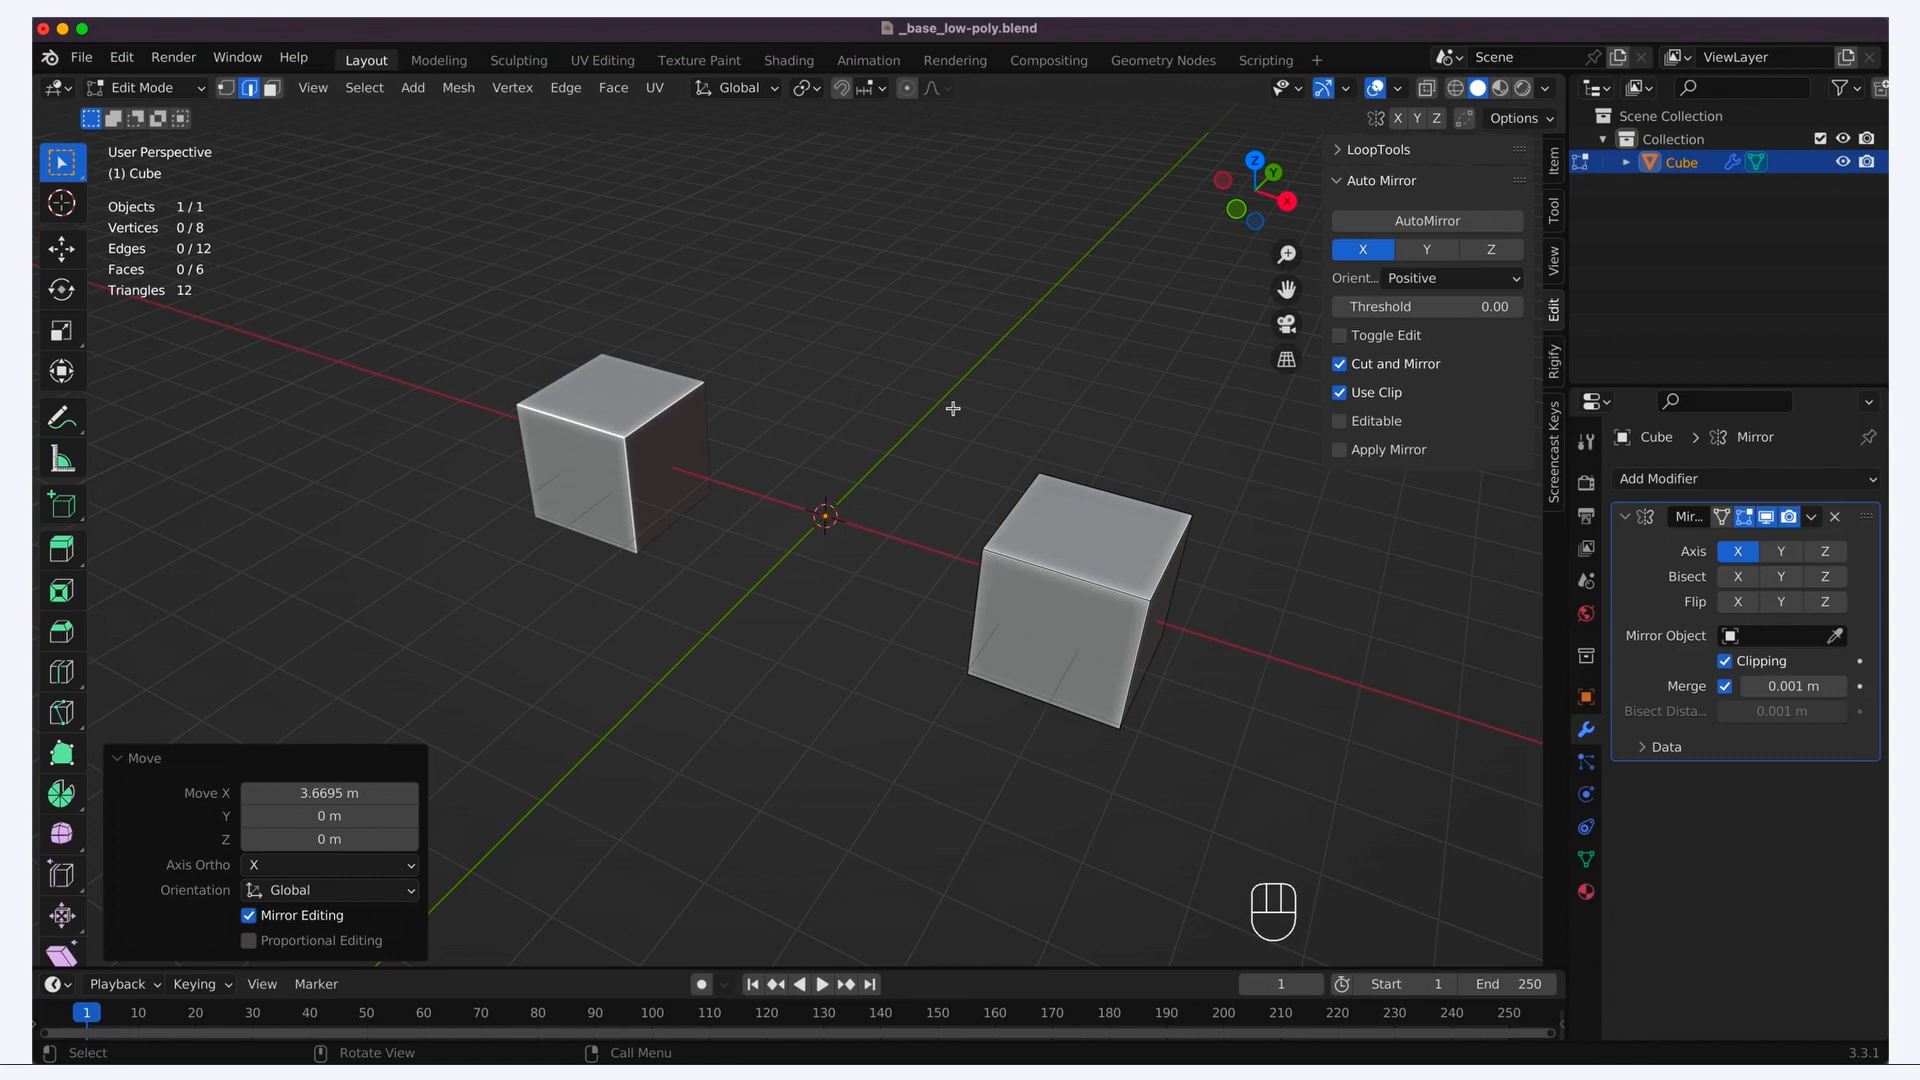 _base_low-poly.blend
File Edit Render Window Help Layout Modeling Sculpting UV Editing Texture Paint Shading Animation Rendering Compositing Geometry Nodes Scripting + Scene ViewLayer
Edit Mode View Select Add Mesh Vertex Edge Face UV Global
X Y Z Options
User Perspective
(1) Cube
Objects 1 / 1
Vertices 0 / 8
Edges 0 / 12
Faces 0 / 6
Triangles 12
Z
Y
X
LoopTools
Auto Mirror
AutoMirror
X Y Z
Orient... Positive
Threshold 0.00
Toggle Edit
Cut and Mirror
Use Clip
Editable
Apply Mirror
Item
Tool
View
Edit
Rigify
Screencast Keys
Scene Collection
Collection
Cube
Cube > Mirror
Add Modifier
Mir...
Axis X Y Z
Bisect X Y Z
Flip X Y Z
Mirror Object
Clipping
Merge 0.001 m
Bisect Dista... 0.001 m
Data
Move
Move X 3.6695 m
Y 0 m
Z 0 m
Axis Ortho X
Orientation Global
Mirror Editing
Proportional Editing
Playback Keying View Marker 1 Start 1 End 250
1 10 20 30 40 50 60 70 80 90 100 110 120 130 140 150 160 170 180 190 200 210 220 230 240 250
Select Rotate View Call Menu 3.3.1